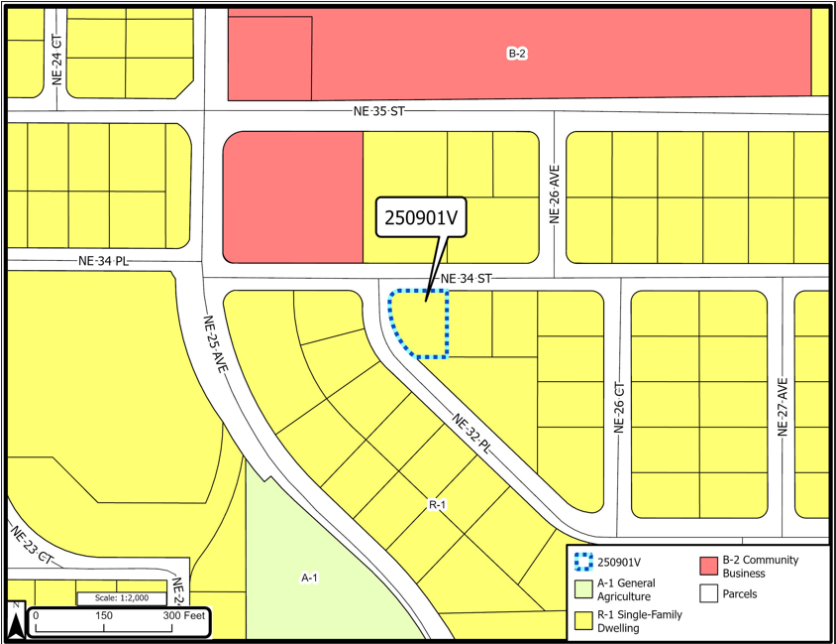 NE 24 CT
B-2
NE 35 ST
NE 26 AVE
250901V
NE 34 PL
NE 34 ST
NE 25 AVE
NE 26 CT
NE 27 AVE
NE 32 PL
R-1
NE 23 CT
A-1
NE 24
250901V
A-1 General
Agriculture
R-1 Single-Family
Dwelling
B-2 Community
Business
Parcels
Scale: 1:2,000
N
0 150 300 Feet